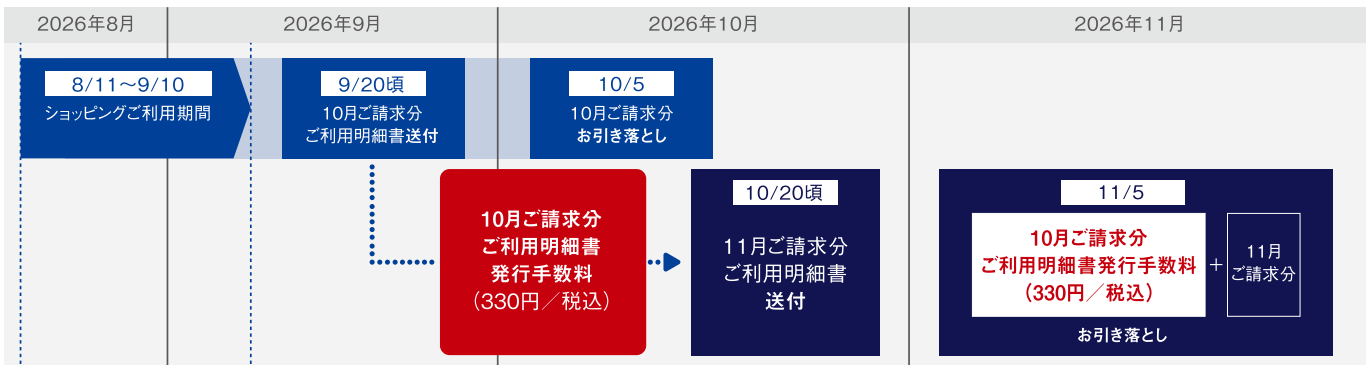 2026年8月
2026年9月
2026年10月
2026年11月
8/11〜9/10
ショッピングご利用期間
9/20頃
10月ご請求分
ご利用明細書送付
10/5
10月ご請求分
お引き落とし
10月ご請求分
ご利用明細書
発行手数料
(330円／税込)
10/20頃
11月ご請求分
ご利用明細書
送付
11/5
10月ご請求分
ご利用明細書発行手数料
(330円／税込)
+
11月
ご請求分
お引き落とし